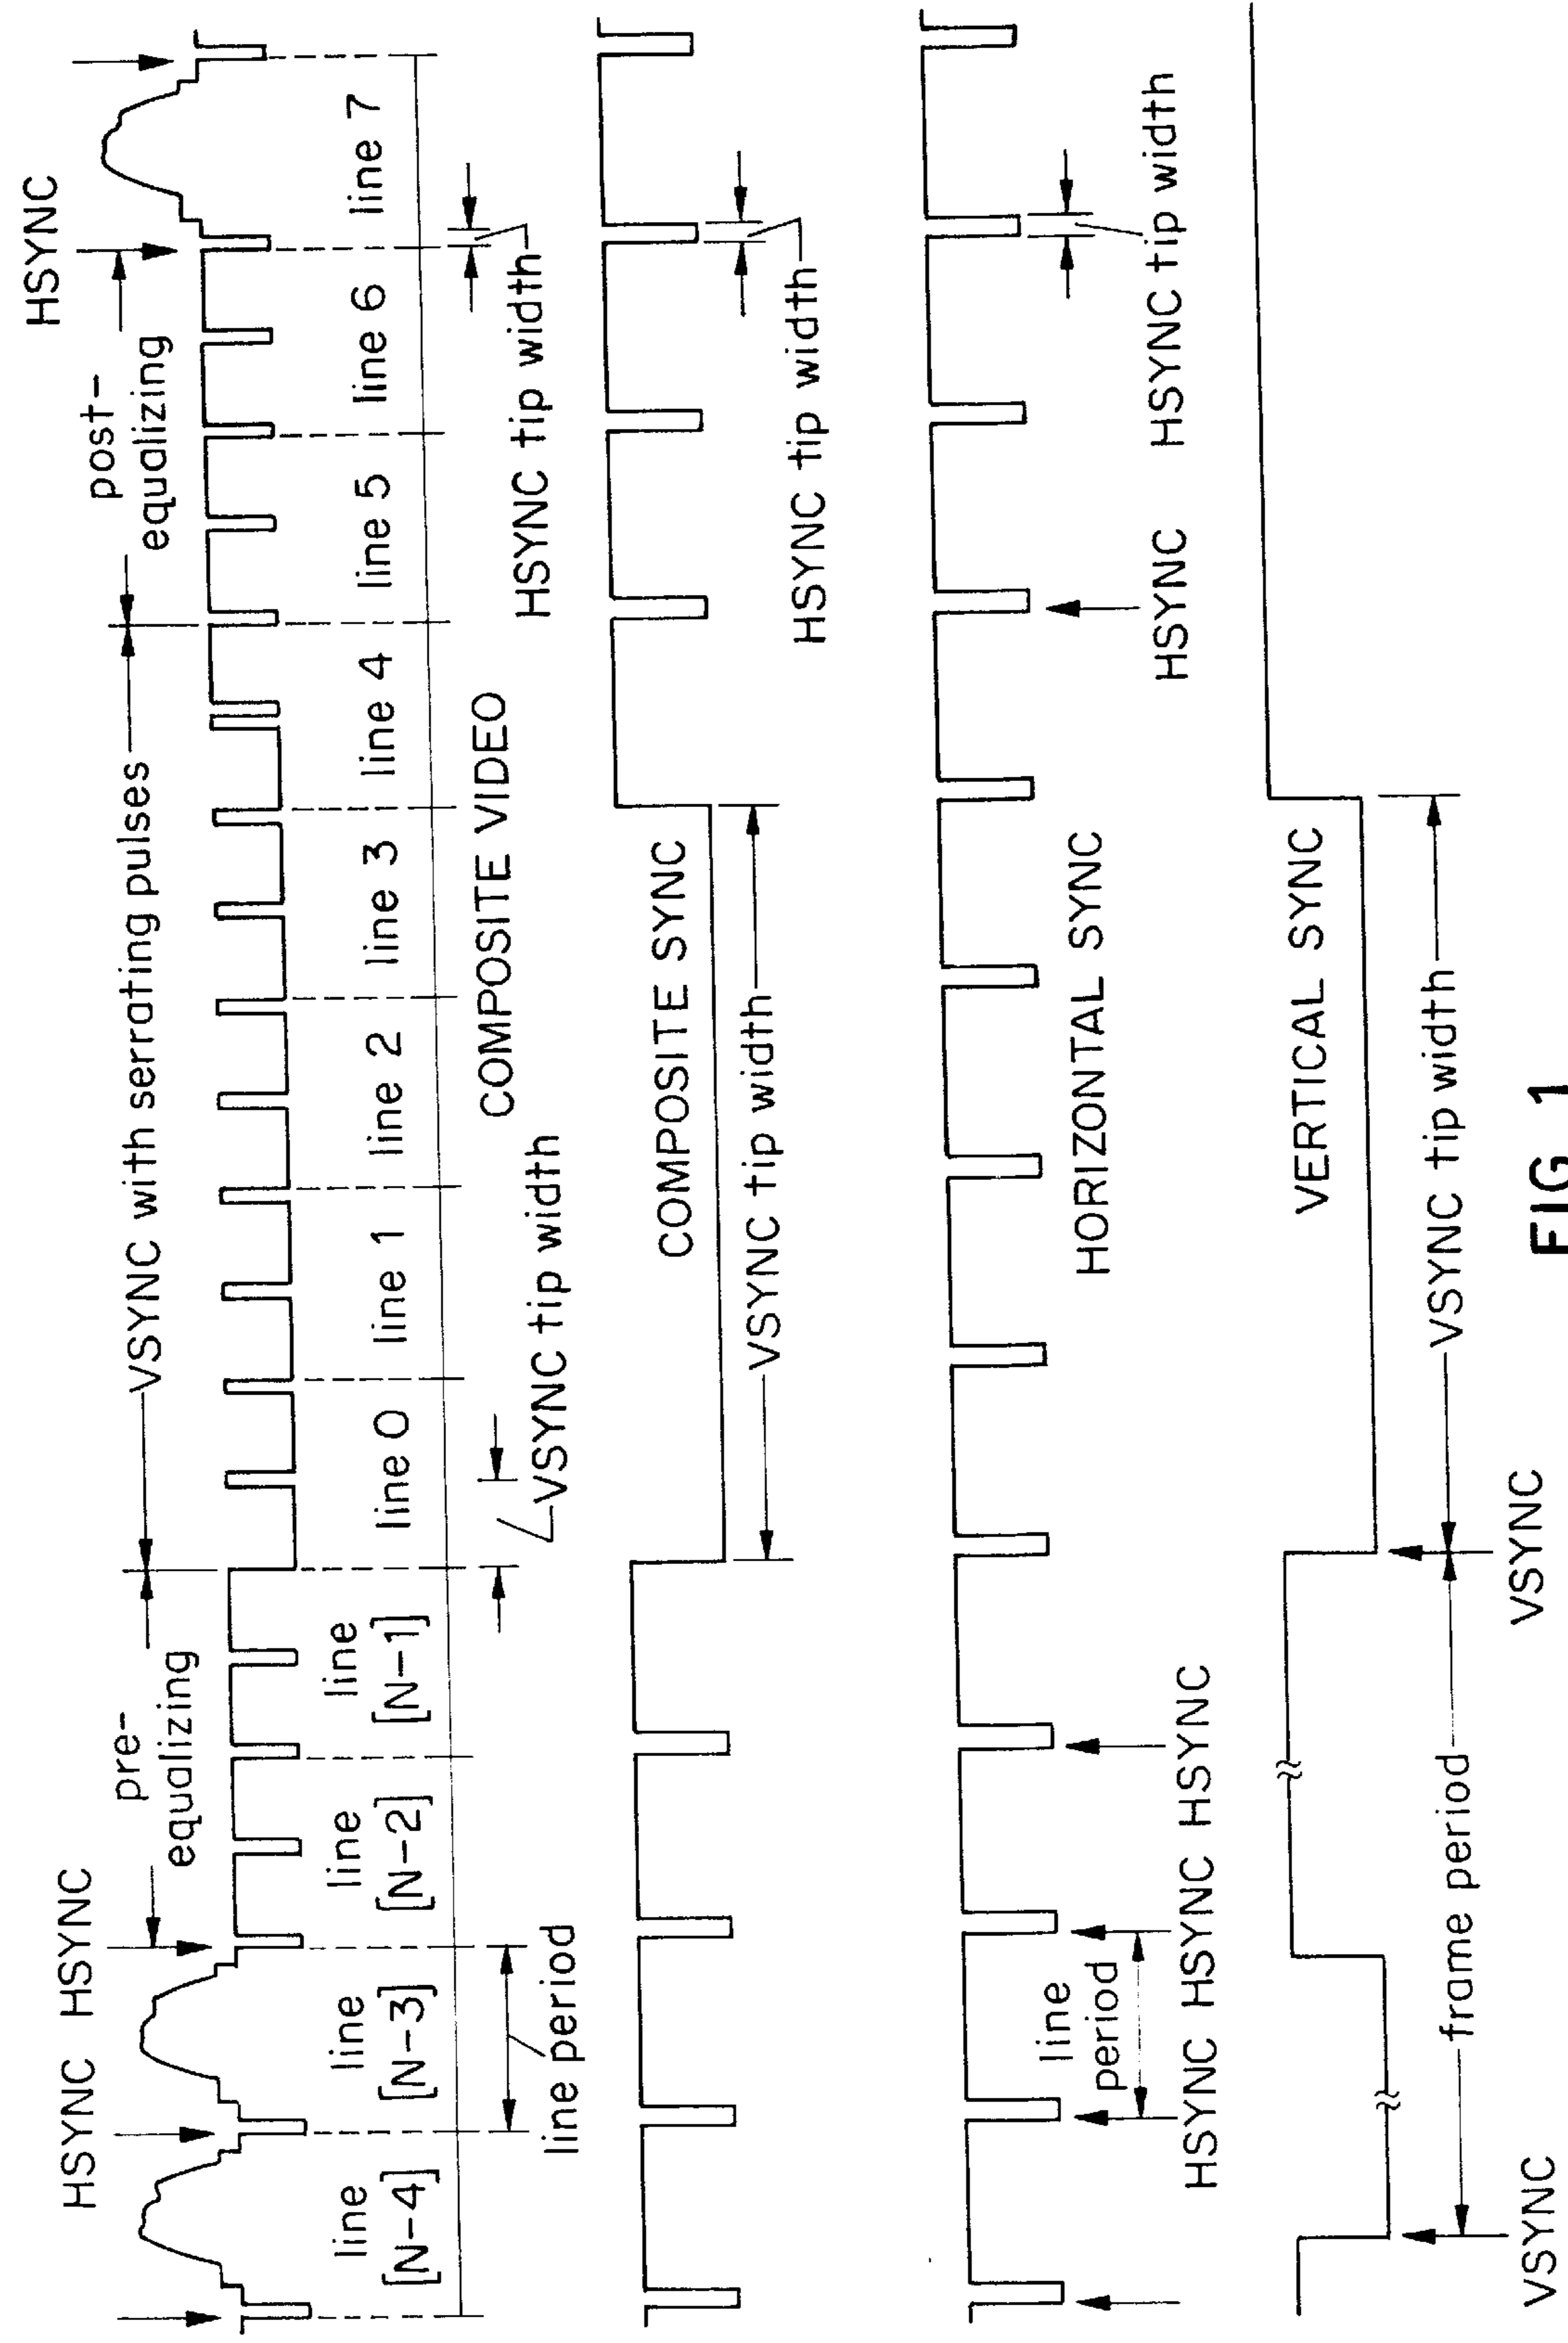 HSYNC HSYNC
HSYNC
pre-
equalizing
VSYNC with serrating pulses
post-
equalizing
line
[N-4]
line
[N-3]
line
[N-2]
line
[N-1]
line 0
line 1
line 2
line 3
line 4
line 5
line 6
line 7
line period
VSYNC tip width
COMPOSITE VIDEO
HSYNC tip width
COMPOSITE SYNC
VSYNC tip width
HSYNC tip width
line
period
HSYNC HSYNC HSYNC
HORIZONTAL SYNC
HSYNC
HSYNC tip width
VERTICAL SYNC
frame period
VSYNC tip width
VSYNC
VSYNC
FIG. 1